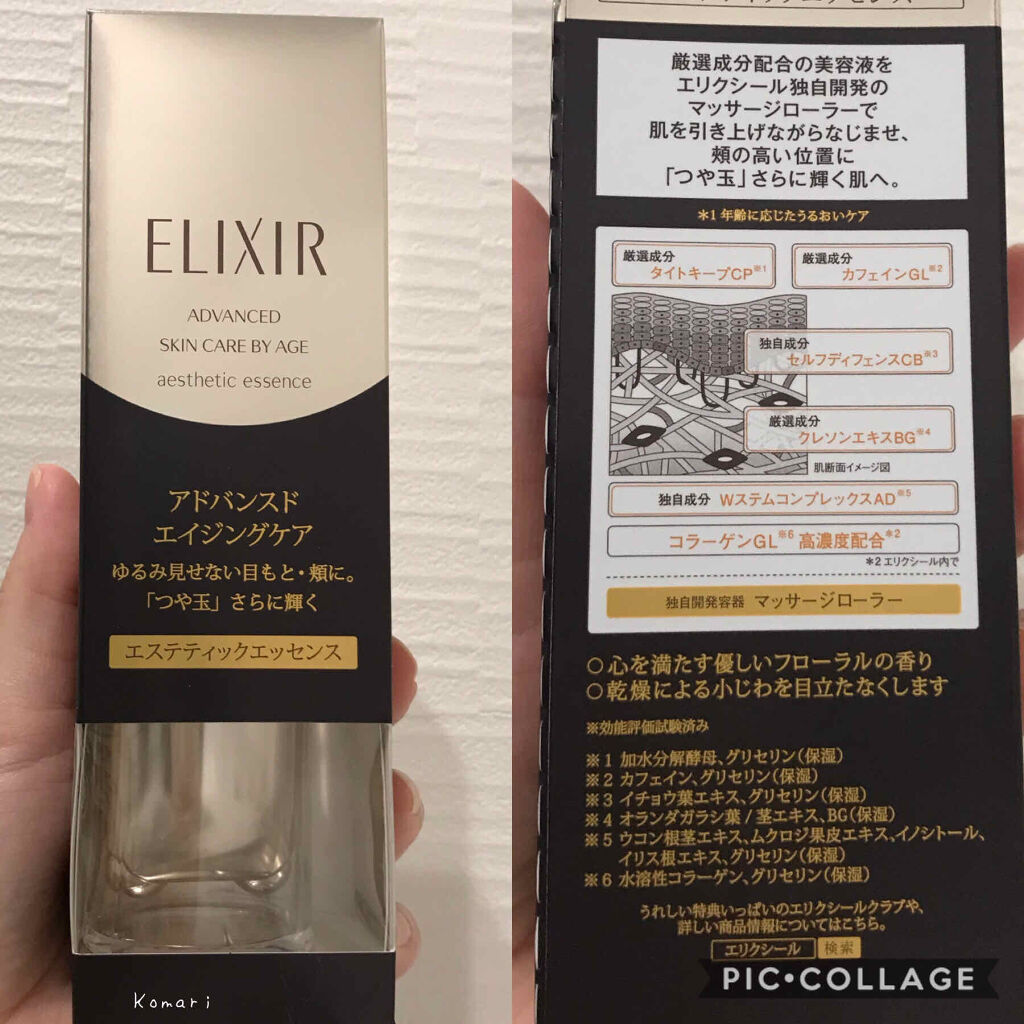 ELIXIR
ADVANCED
SKIN CARE BY AGE
aesthetic essence
アドバンスド
エイジングケア
ゆるみ見せない目もと・頰に。
「つや玉」さらに輝く
エステティックエッセンス
Komari
厳選成分配合の美容液を
エリクシール独自開発の
マッサージローラーで
肌を引き上げながらなじませ、
頰の高い位置に
「つや玉」さらに輝く肌へ。
*1 年齢に応じたうるおいケア
厳選成分
タイトキープCP※1
厳選成分
カフェインGL※2
独自成分
セルフディフェンスCB※3
厳選成分
クレソンエキスBG※4
肌断面イメージ図
独自成分 WステムコンプレックスAD※5
コラーゲンGL※6 高濃度配合*2
*2 エリクシール内で
独自開発容器 マッサージローラー
○心を満たす優しいフローラルの香り
○乾燥による小じわを目立たなくします
※効能評価試験済み
※1 加水分解酵母、グリセリン(保湿)
※2 カフェイン、グリセリン(保湿)
※3 イチョウ葉エキス、グリセリン(保湿)
※4 オランダガラシ葉/茎エキス、BG(保湿)
※5 ウコン根茎エキス、ムクロジ果皮エキス、イノシトール、
イリス根エキス、グリセリン(保湿)
※6 水溶性コラーゲン、グリセリン(保湿)
うれしい特典いっぱいのエリクシールクラブや、
詳しい商品情報についてはこちら。
エリクシール 検索
PIC•COLLAGE